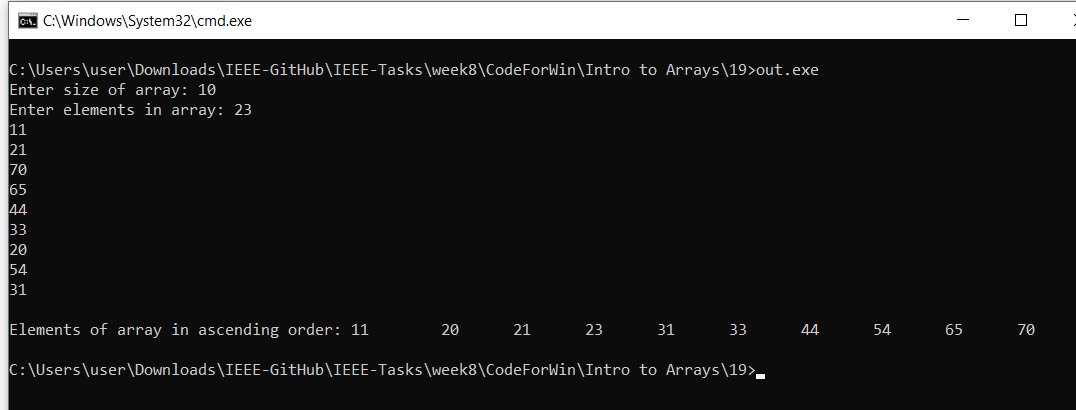 C:\Windows\System32\cmd.exe
C:\Users\user\Downloads\IEEE-GitHub\IEEE-Tasks\week8\CodeForWin\Intro to Arrays\19>out.exe
Enter size of array: 10
Enter elements in array: 23
11
21
70
65
44
33
20
54
31
Elements of array in ascending order: 11 20 21 23 31 33 44 54 65 70
C:\Users\user\Downloads\IEEE-GitHub\IEEE-Tasks\week8\CodeForWin\Intro to Arrays\19>